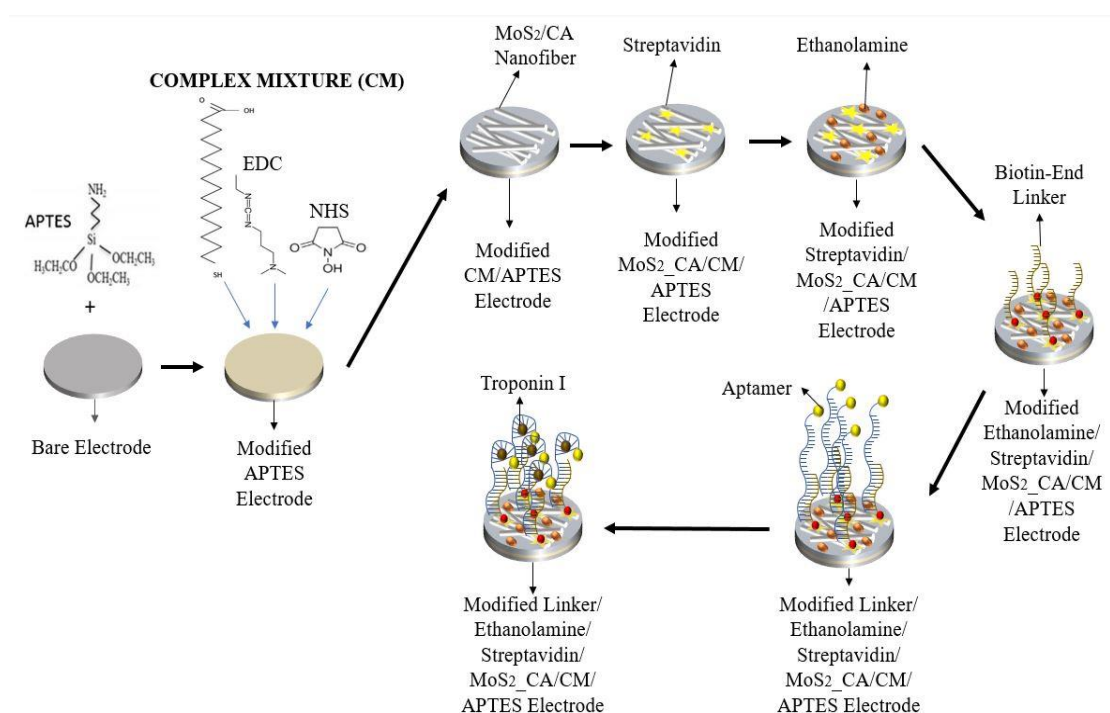 COMPLEX MIXTURE (CM)
O
OH
SH
EDC
N=C=N
N
NHS
O
N
O
OH
NH2
APTES
Si
H3CH2CO
OCH2CH3
OCH2CH3
+
Bare Electrode
Modified
APTES
Electrode
MoS2/CA
Nanofiber
Modified
CM/APTES
Electrode
Streptavidin
Modified
MoS2_CA/CM/
APTES
Electrode
Ethanolamine
Modified
Streptavidin/
MoS2_CA/CM
/APTES
Electrode
Biotin-End
Linker
Modified
Ethanolamine/
Streptavidin/
MoS2_CA/CM
/APTES
Electrode
Aptamer
Modified Linker/
Ethanolamine/
Streptavidin/
MoS2_CA/CM/
APTES Electrode
Troponin I
Modified Linker/
Ethanolamine/
Streptavidin/
MoS2_CA/CM/
APTES Electrode